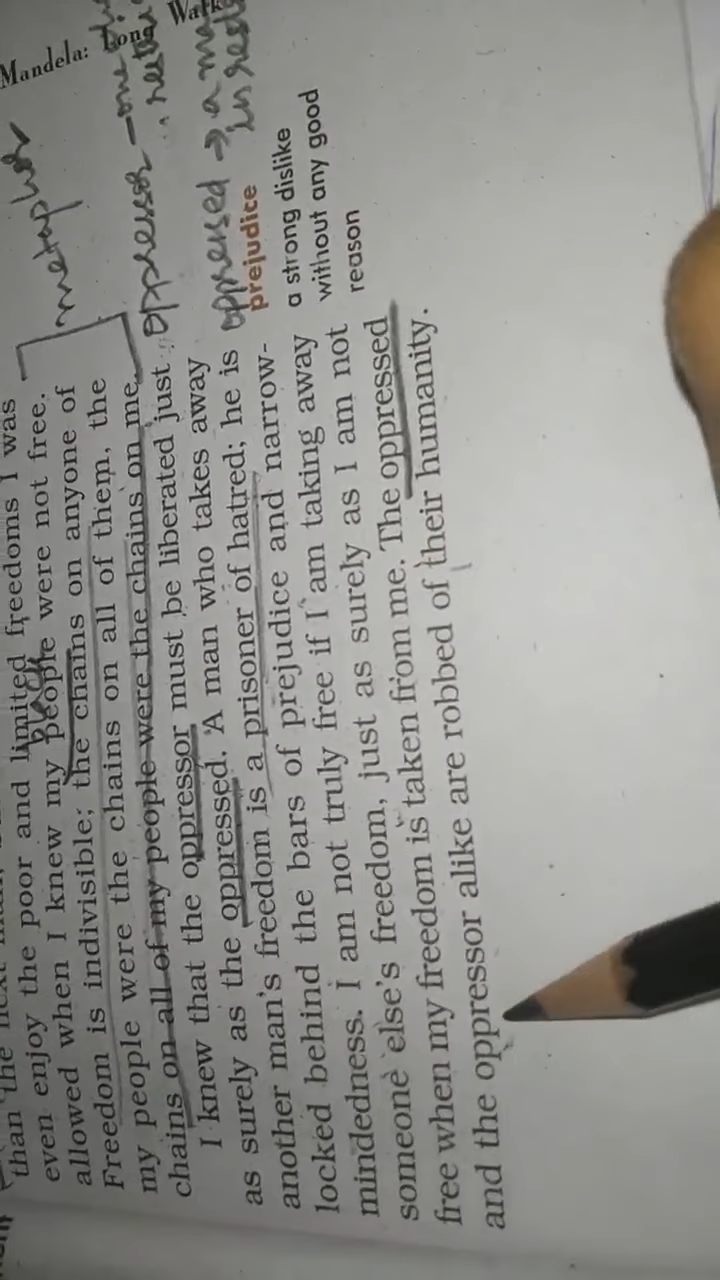 Mandela: Long Walk
than the next man,
even enjoy the poor and limited freedoms I was
allowed when I knew my people were not free.
black
Freedom is indivisible; the chains on anyone of
my people were the chains on all of them, the
chains on all of my people were the chains on me.
I knew that the oppressor must be liberated just
as surely as the oppressed. A man who takes away
another man's freedom is a prisoner of hatred; he is
locked behind the bars of prejudice and narrow-
mindedness. I am not truly free if I am taking away
someone else's freedom, just as surely as I am not
free when my freedom is taken from me. The oppressed
and the oppressor alike are robbed of their humanity.
metaphor
oppressor - one
oppressed → a
in
prejudice
a strong dislike
without any good
reason